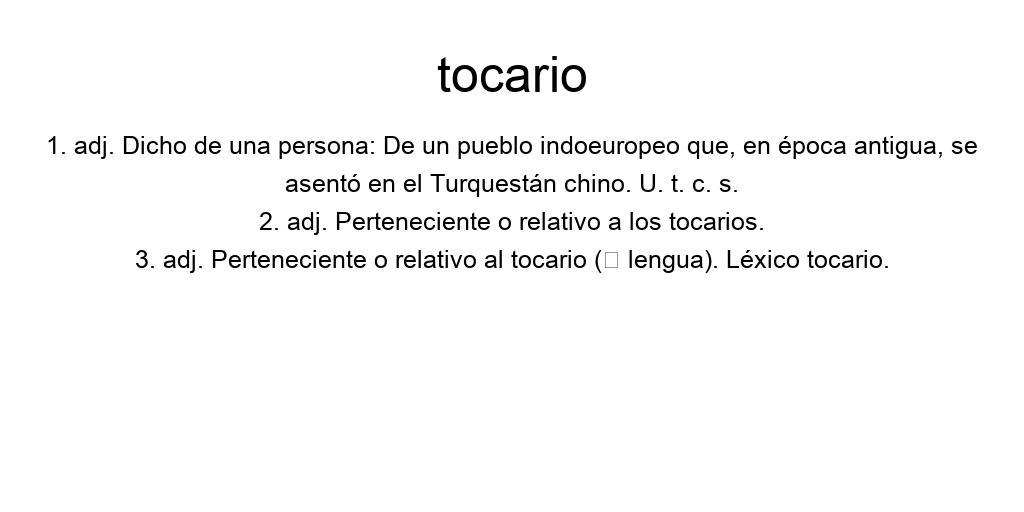 tocario
1. adj. Dicho de una persona: De un pueblo indoeuropeo que, en época antigua, se
asentó en el Turquestán chino. U. t. c. s.
2. adj. Perteneciente o relativo a los tocarios.
3. adj. Perteneciente o relativo al tocario (□ lengua). Léxico tocario.